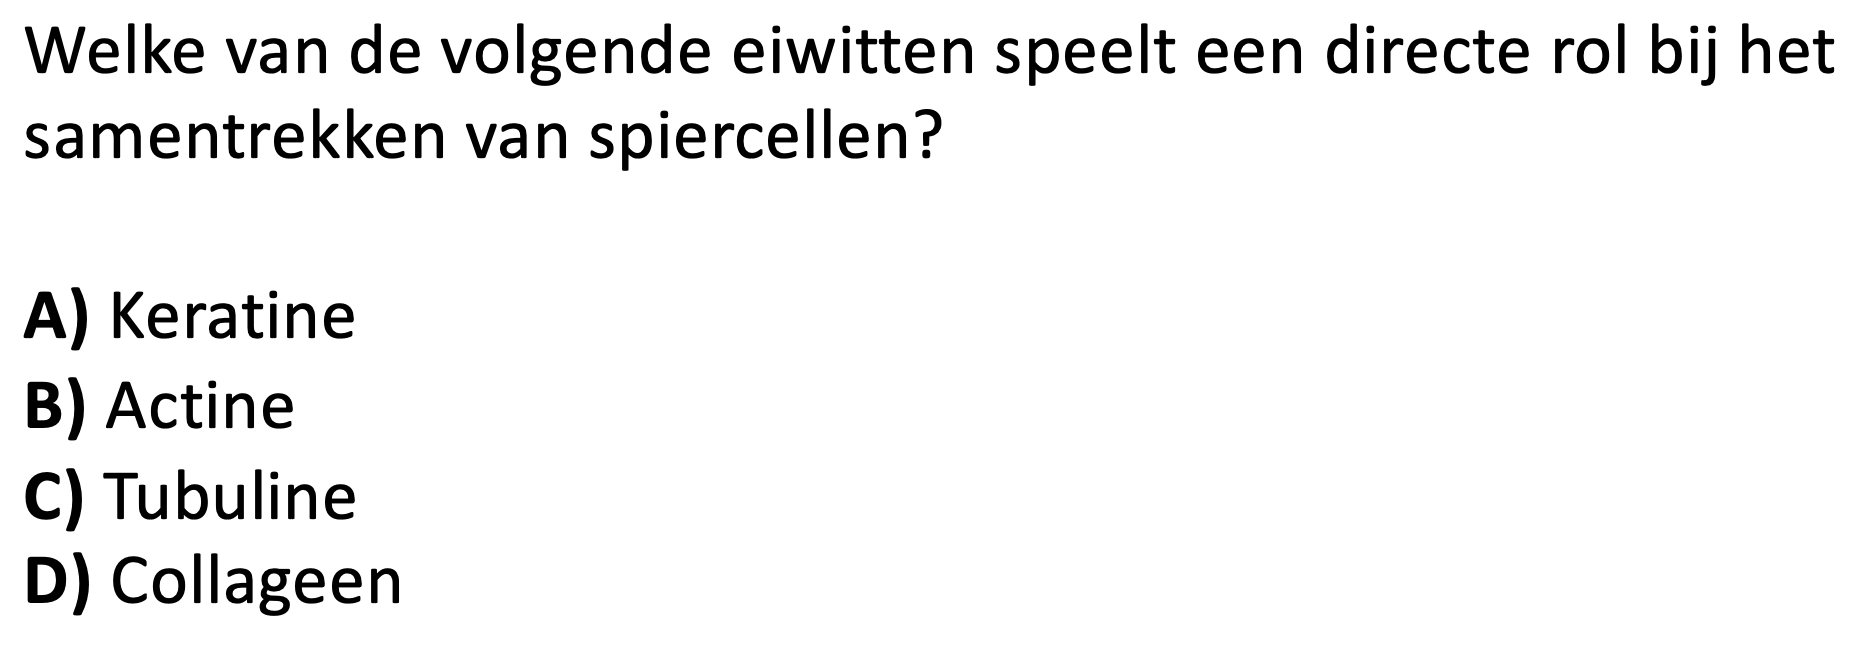 Welke van de volgende eiwitten speelt een directe rol bij het
samentrekken van spiercellen?
A) Keratine
B) Actine
C) Tubuline
D) Collageen